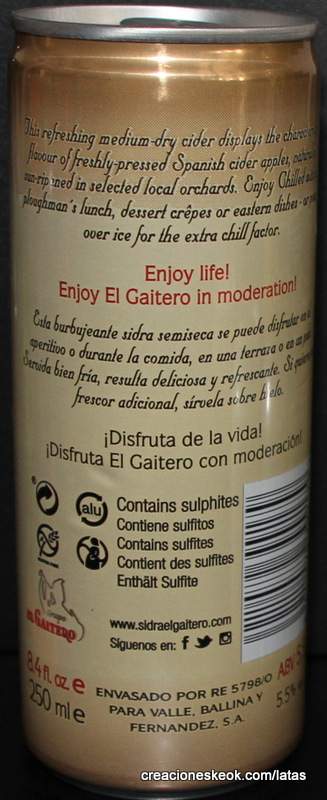 This refreshing medium-dry cider displays the
flavour of freshly-pressed Spanish cider apples,
sun-ripened in selected local orchards. Enjoy Chilled
ploughman's lunch, dessert crêpes or eastern dishes - or
over ice for the extra chill factor.
Enjoy life!
Enjoy El Gaitero in moderation!
Esta burbujeante sidra semiseca se puede disfrutar
aperitivo o durante la comida, en una terraza o en un
Servida bien fría, resulta deliciosa y refrescante. Si
frescor adicional, sírvela sobre hielo.
¡Disfruta de la vida!
¡Disfruta El Gaitero con moderación!
alu
Contains sulphites
Contiene sulfitos
Contains sulfites
Contient des sulfites
Enthält Sulfite
EL GAITERO
www.sidraelgaitero.com
Síguenos en:
8.4 fl. oz e
250 ml e
ENVASADO POR RE 5798/O
PARA VALLE, BALLINA Y
FERNANDEZ, S.A.
ABV
5.5%
creacioneskeok.com/latas